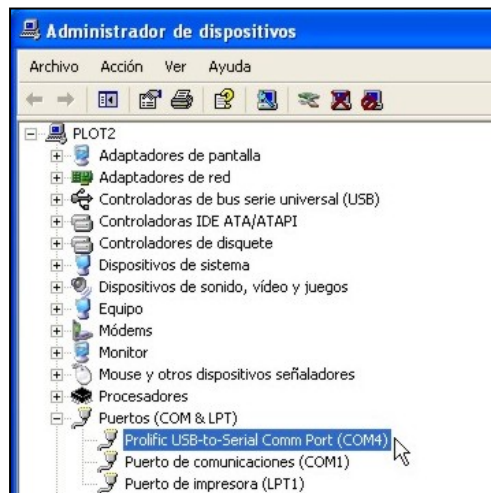 Administrador de dispositivos
Archivo Acción Ver Ayuda
PLOT2
Adaptadores de pantalla
Adaptadores de red
Controladoras de bus serie universal (USB)
Controladoras IDE ATA/ATAPI
Controladores de disquete
Dispositivos de sistema
Dispositivos de sonido, vídeo y juegos
Equipo
Módems
Monitor
Mouse y otros dispositivos señaladores
Procesadores
Puertos (COM & LPT)
Prolific USB-to-Serial Comm Port (COM4)
Puerto de comunicaciones (COM1)
Puerto de impresora (LPT1)